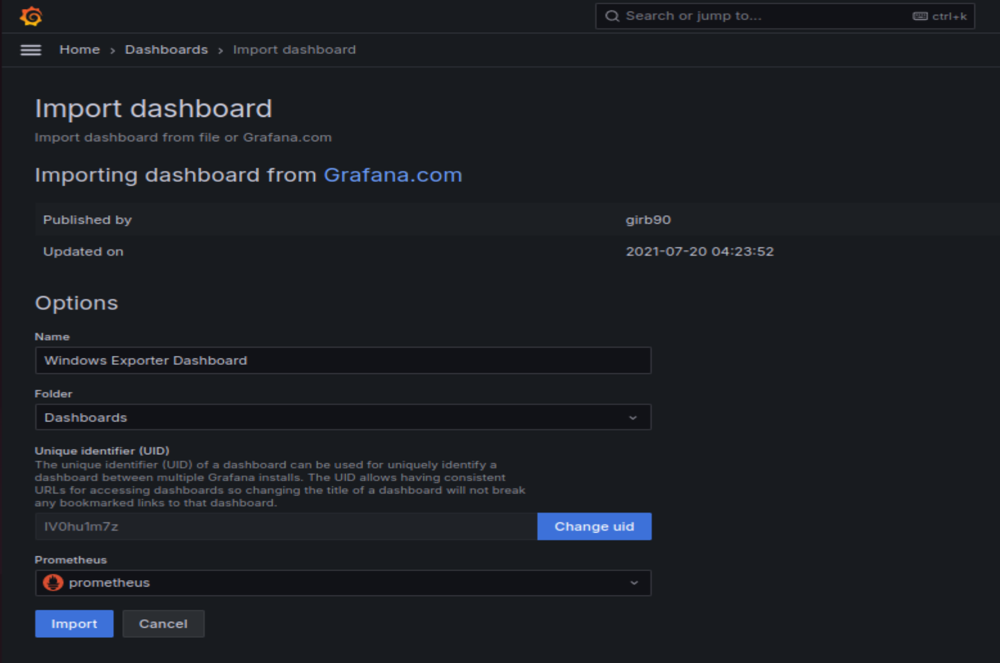 Search or jump to... ctrl+k
Home > Dashboards > Import dashboard
Import dashboard
Import dashboard from file or Grafana.com
Importing dashboard from Grafana.com
Published by girb90
Updated on 2021-07-20 04:23:52
Options
Name
Windows Exporter Dashboard
Folder
Dashboards
Unique identifier (UID)
The unique identifier (UID) of a dashboard can be used for uniquely identify a
dashboard between multiple Grafana installs. The UID allows having consistent
URLs for accessing dashboards so changing the title of a dashboard will not break
any bookmarked links to that dashboard.
IV0hu1m7z Change uid
Prometheus
prometheus
Import Cancel